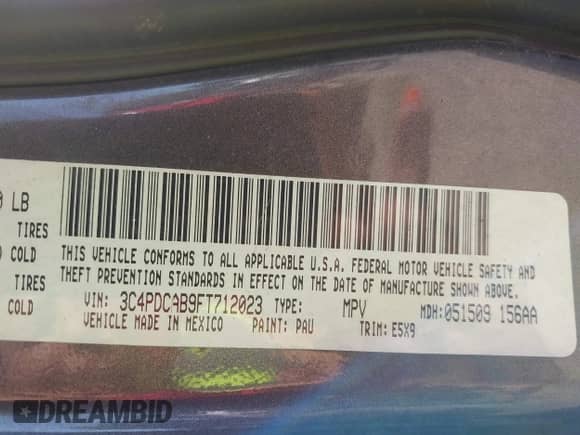 LB
TIRES
COLD
TIRES
COLD
THIS VEHICLE CONFORMS TO ALL APPLICABLE U.S.A. FEDERAL MOTOR VEHICLE SAFETY AND
THEFT PREVENTION STANDARDS IN EFFECT ON THE DATE OF MANUFACTURE SHOWN ABOVE.
VIN: 3C4PDCAB9FT712023 TYPE: MPV MDH: 051509 156AA
VEHICLE MADE IN MEXICO PAINT: PAU TRIM: E5X9
DREAMBID